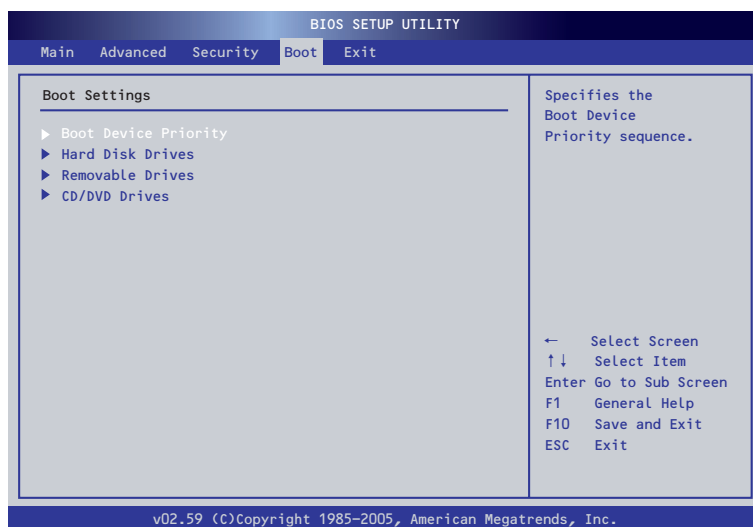 BIOS SETUP UTILITY
Main Advanced Security Boot Exit
Boot Settings
▶ Boot Device Priority
▶ Hard Disk Drives
▶ Removable Drives
▶ CD/DVD Drives
Specifies the
Boot Device
Priority sequence.
← Select Screen
↑↓ Select Item
Enter Go to Sub Screen
F1 General Help
F10 Save and Exit
ESC Exit
v02.59 (C)Copyright 1985-2005, American Megatrends, Inc.